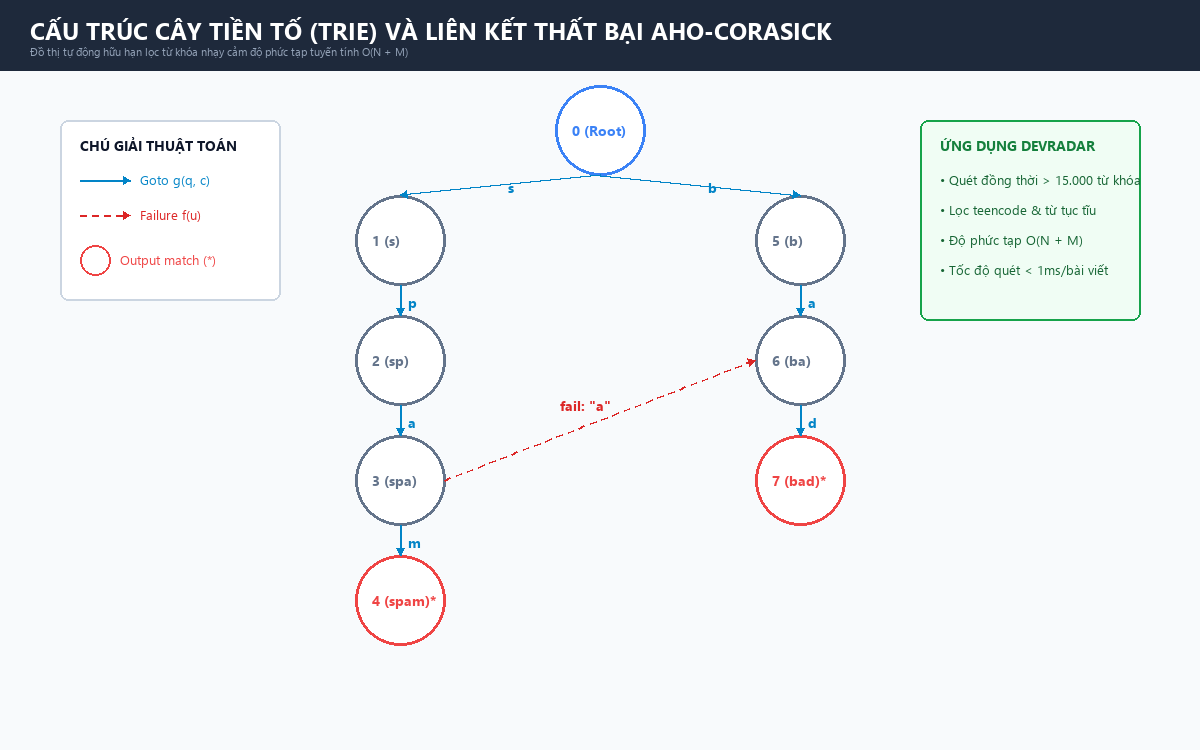 CẤU TRÚC CÂY TIỀN TỐ (TRIE) VÀ LIÊN KẾT THẤT BẠI AHO-CORASICK
Đồ thị tự động hữu hạn lọc từ khóa nhạy cảm độ phức tạp tuyến tính O(N + M)
CHÚ GIẢI THUẬT TOÁN
Goto g(q, c)
Failure f(u)
Output match (*)
0 (Root)
s
b
1 (s)
5 (b)
p
a
2 (sp)
6 (ba)
fail: "a"
a
d
3 (spa)
7 (bad)*
m
4 (spam)*
ỨNG DỤNG DEVRADAR
• Quét đồng thời > 15.000 từ khóa
• Lọc teencode & từ tục tĩu
• Độ phức tạp O(N + M)
• Tốc độ quét < 1ms/bài viết